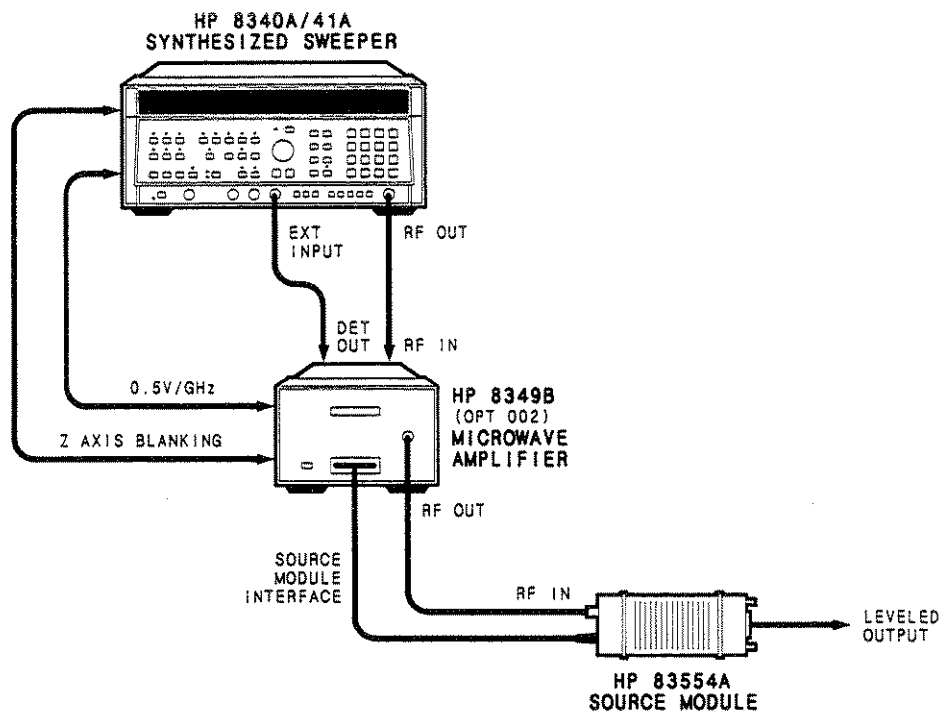 HP 8340A/41A
SYNTHESIZED SWEEPER
EXT
INPUT
RF OUT
DET
OUT
RF IN
0.5V/GHz
Z AXIS BLANKING
HP 8349B
(OPT 002)
MICROWAVE
AMPLIFIER
RF OUT
SOURCE
MODULE
INTERFACE
RF IN
LEVELED
OUTPUT
HP 83554A
SOURCE MODULE